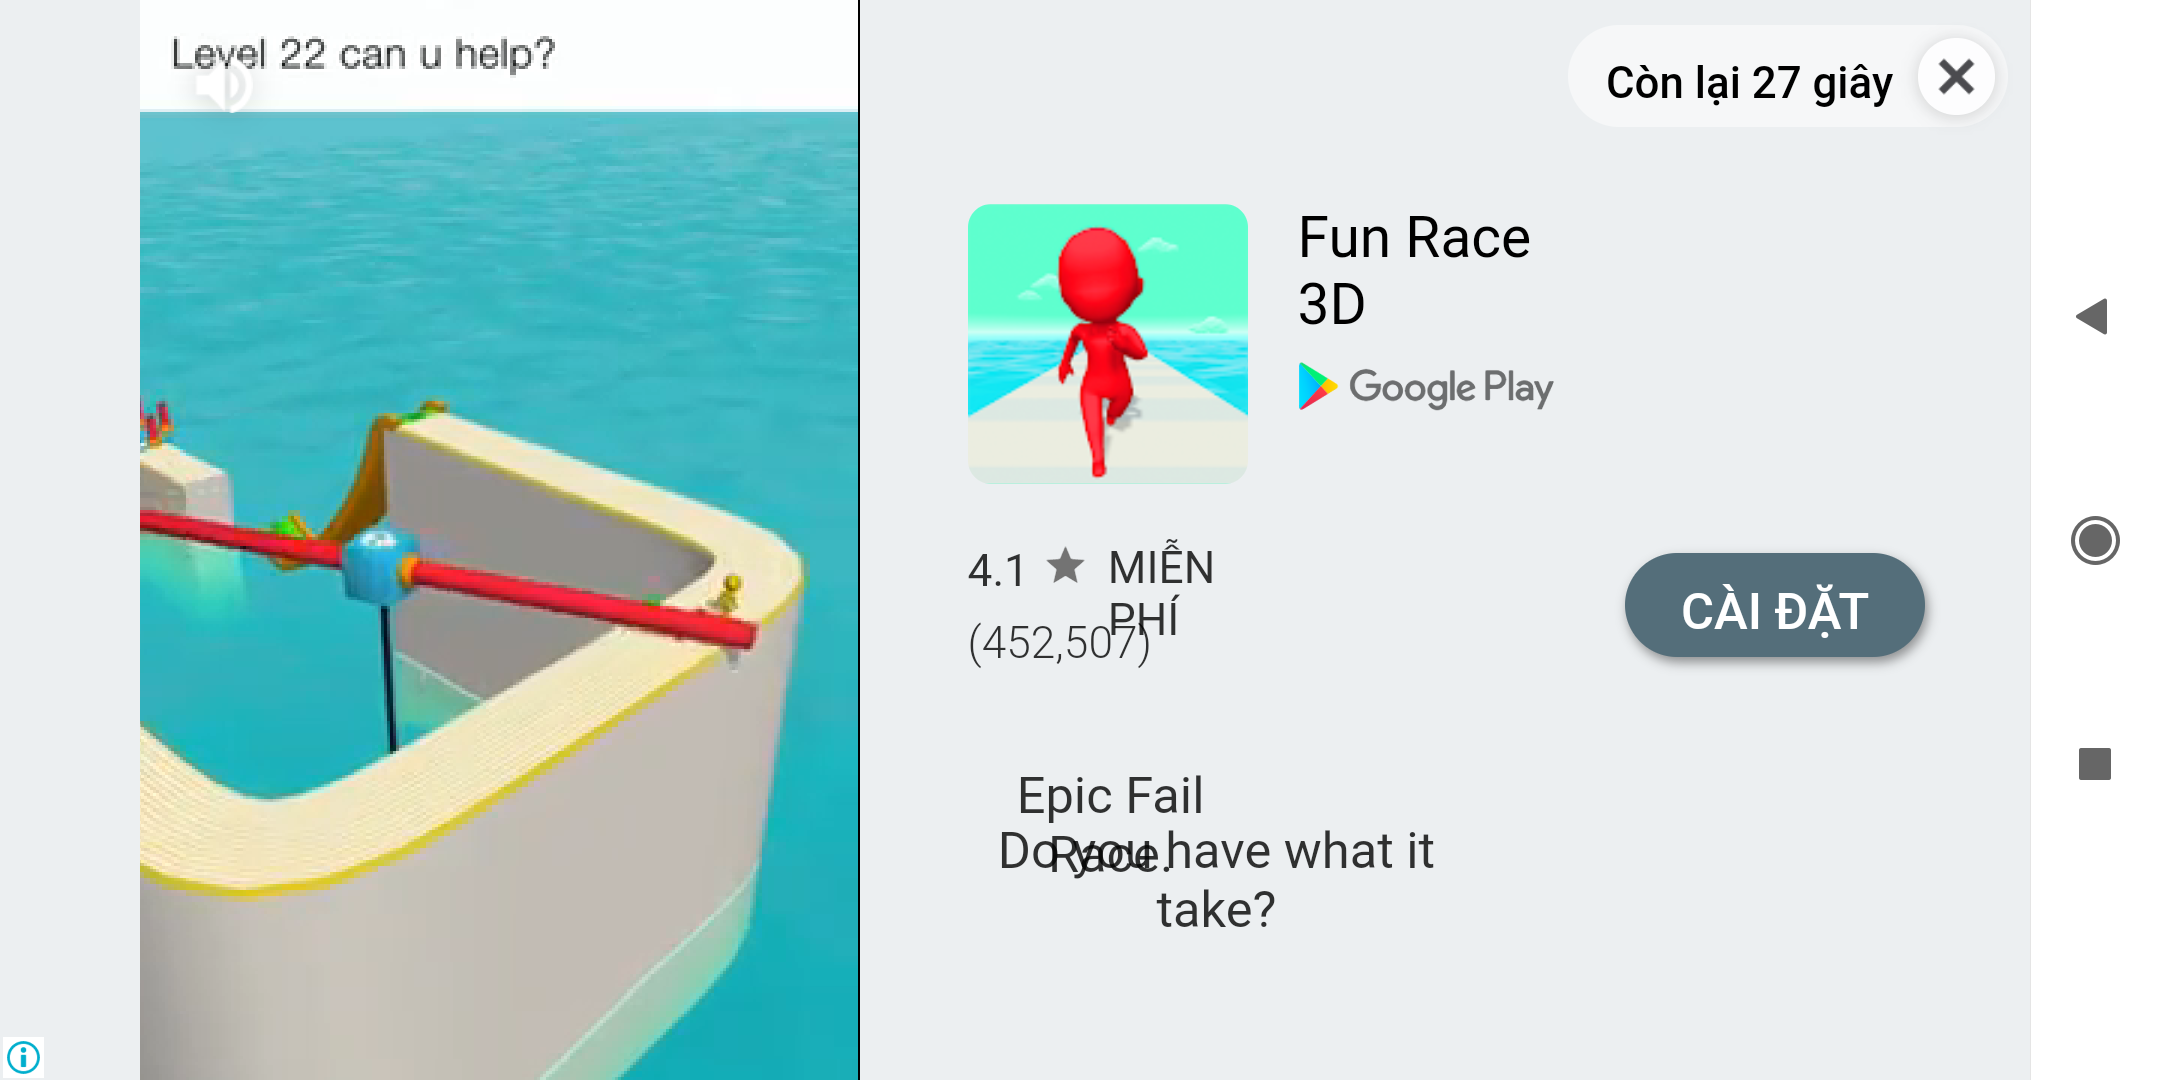 Level 22 can u help?
Còn lại 27 giây
Fun Race
3D
Google Play
4.1
MIỄN
PHÍ
(452,507)
CÀI ĐẶT
Epic Fail
Race.
Do you have what it
take?